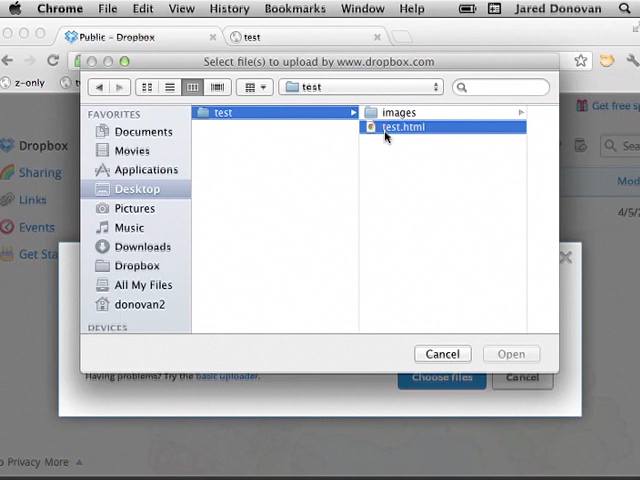 Chrome File Edit View History Bookmarks Window Help Jared Donovan
Public - Dropbox test
Select file(s) to upload by www.dropbox.com
z-only
test
FAVORITES
Documents
Movies
Applications
Desktop
Pictures
Music
Downloads
Dropbox
All My Files
donovan2
DEVICES
test
images
test.html
Cancel Open
Get free s
Dropbox
Sea
Sharing
Mod
Links
4/5/
Events
Get Sta
Having problems? Try the basic uploader.
Choose files Cancel
o Privacy More